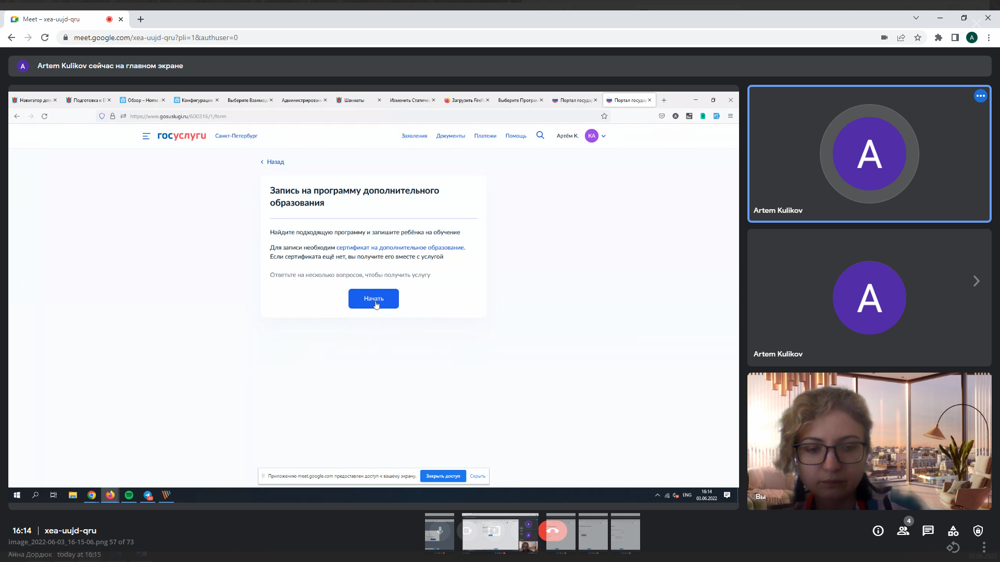 Meet – xea-uujd-qru
meet.google.com/xea-uujd-qru?pli=1&authuser=0
A
A
Artem Kulikov сейчас на главном экране
Навигатор доп
Подготовка к Е
Обзор – Home
Конфигурация
Выберите Взаимод
Администрирован
Шахматы
Изменить Статичес
Загрузить Firef
Выберите Програм
Портал государ
Портал государ
https://www.gosuslugi.ru/600316/1/form
госуслуги
Санкт-Петербург
Заявления
Документы
Платежи
Помощь
Артём К.
КА
Назад
Запись на программу дополнительного
образования
Найдите подходящую программу и запишите ребёнка на обучение
Для записи необходим сертификат на дополнительное образование.
Если сертификата ещё нет, вы получите его вместе с услугой
Ответьте на несколько вопросов, чтобы получить услугу
Начать
Приложению meet.google.com предоставлен доступ к вашему экрану.
Закрыть доступ
Скрыть
ENG
16:14
03.06.2022
A
Artem Kulikov
A
Artem Kulikov
Вы
16:14
xea-uujd-qru
4
image_2022-06-03_16-15-06.png 57 of 73
Анна Дордюк today at 16:15
03.06.2022